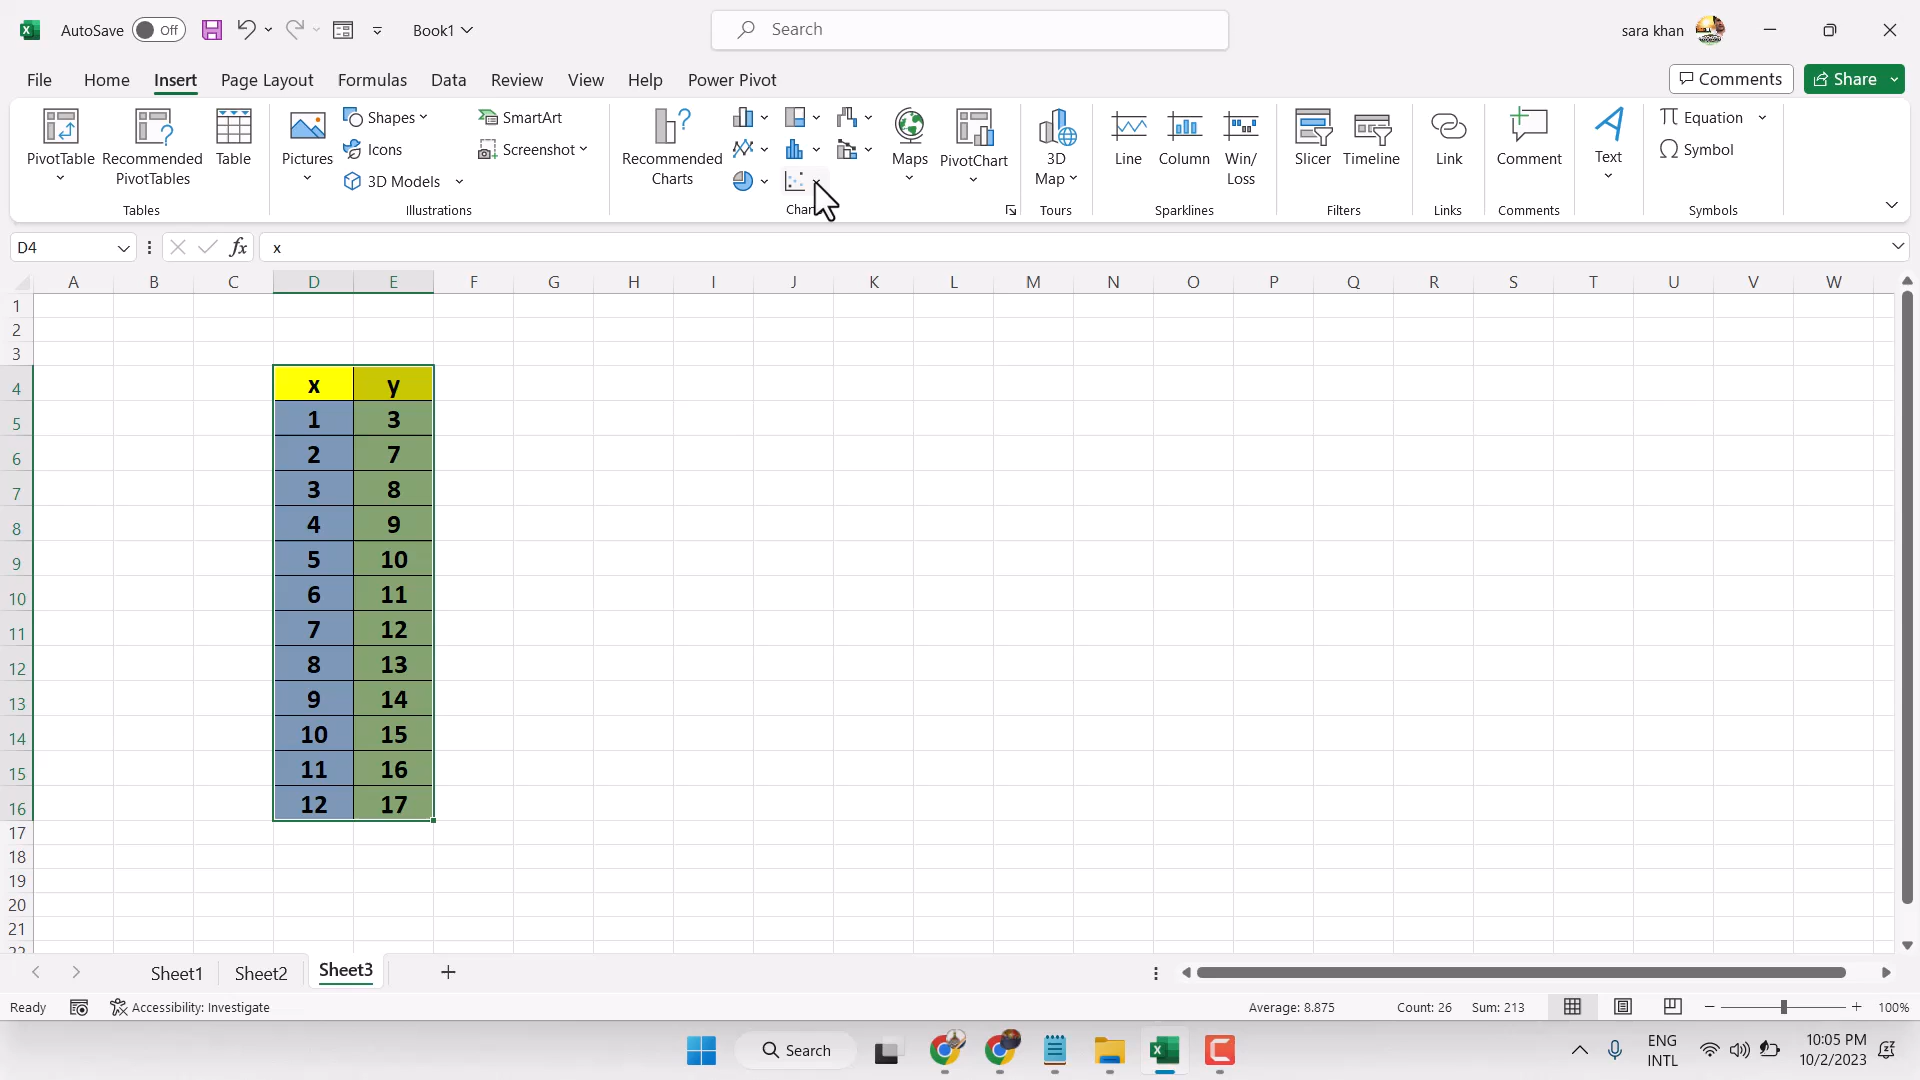 AutoSave Off Book1 Search sara khan
File Home Insert Page Layout Formulas Data Review View Help Power Pivot Comments Share
PivotTable Recommended PivotTables Table
Tables
Pictures Shapes Icons 3D Models SmartArt Screenshot
Illustrations
Recommended Charts Maps PivotChart
3D Map
Tours
Line Column Win/Loss
Sparklines
Slicer Timeline
Filters
Link
Links
Comment
Comments
Text
Equation
Symbol
Symbols
D4 fx x
A B C D E F G H I J K L M N O P Q R S T U V W
1
2
3
4 x y
5 1 3
6 2 7
7 3 8
8 4 9
9 5 10
10 6 11
11 7 12
12 8 13
13 9 14
14 10 15
15 11 16
16 12 17
17
18
19
20
21
Sheet1 Sheet2 Sheet3
Ready Accessibility: Investigate Average: 8.875 Count: 26 Sum: 213 100%
Search ENG 10:05 PM
INTL 10/2/2023